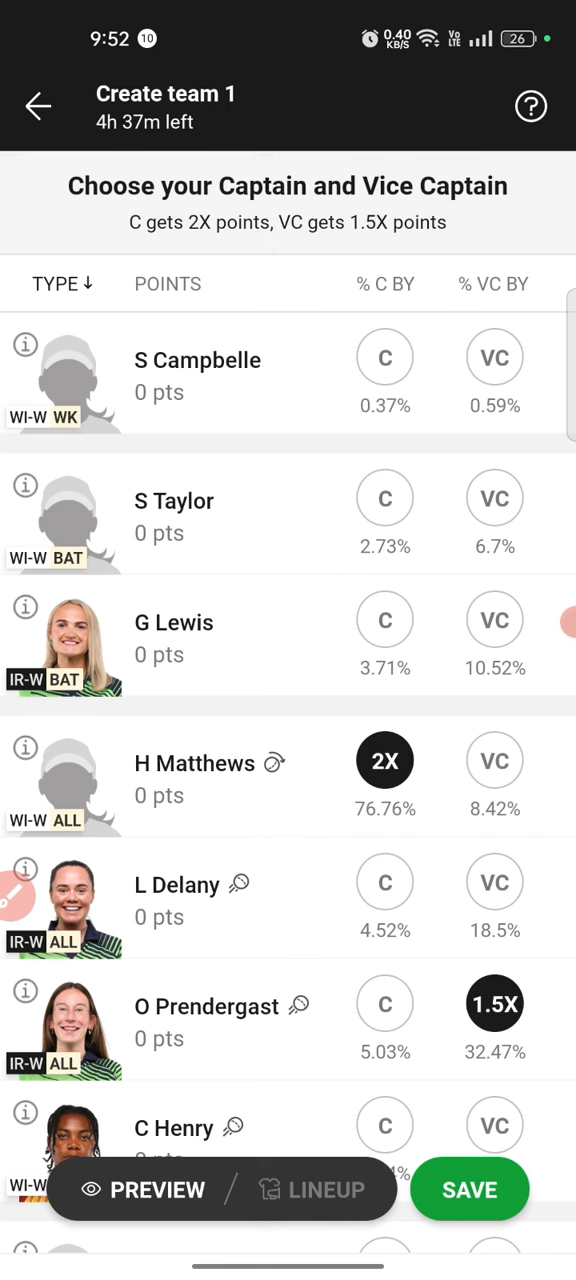 9:52 10 0.40 KB/S Vo LTE 26
Create team 1
4h 37m left
Choose your Captain and Vice Captain
C gets 2X points, VC gets 1.5X points
TYPE↓ POINTS % C BY % VC BY
S Campbelle C VC
0 pts
WI-W WK 0.37% 0.59%
S Taylor C VC
0 pts
WI-W BAT 2.73% 6.7%
G Lewis C VC
0 pts
IR-W BAT 3.71% 10.52%
H Matthews 2X VC
0 pts
WI-W ALL 76.76% 8.42%
L Delany C VC
0 pts
IR-W ALL 4.52% 18.5%
O Prendergast C 1.5X
0 pts
IR-W ALL 5.03% 32.47%
C Henry C VC
WI-W
PREVIEW / LINEUP SAVE